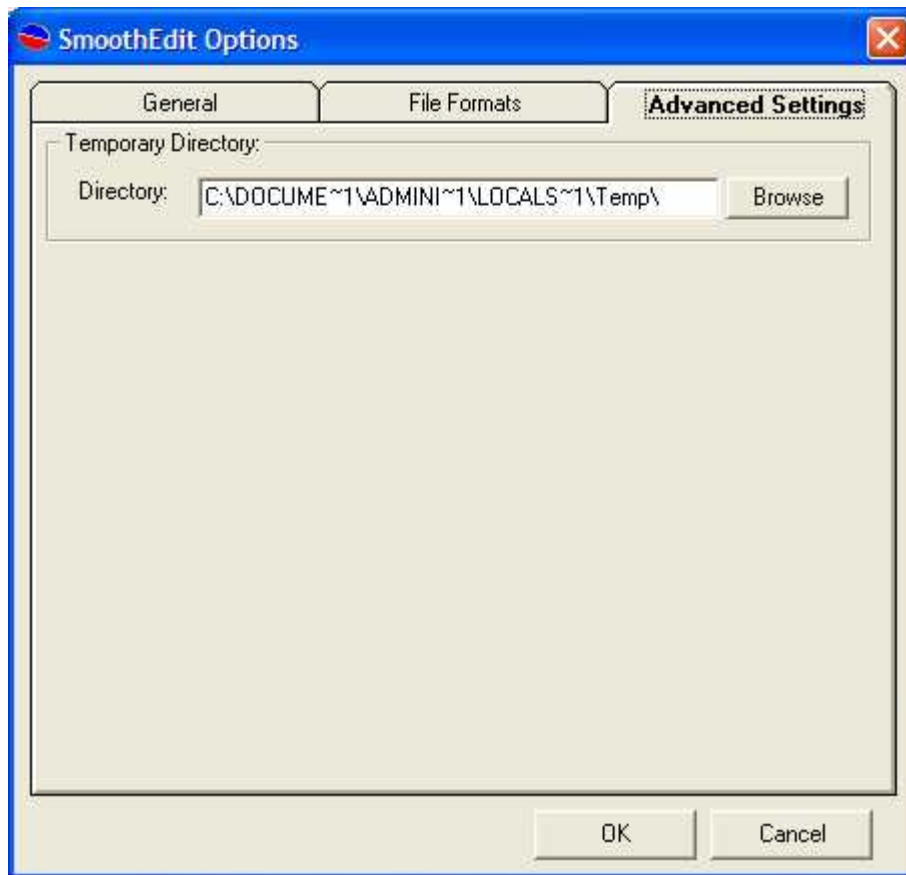 SmoothEdit Options
General File Formats Advanced Settings
Temporary Directory:
Directory: C:\DOCUME~1\ADMINI~1\LOCALS~1\Temp\ Browse
OK Cancel